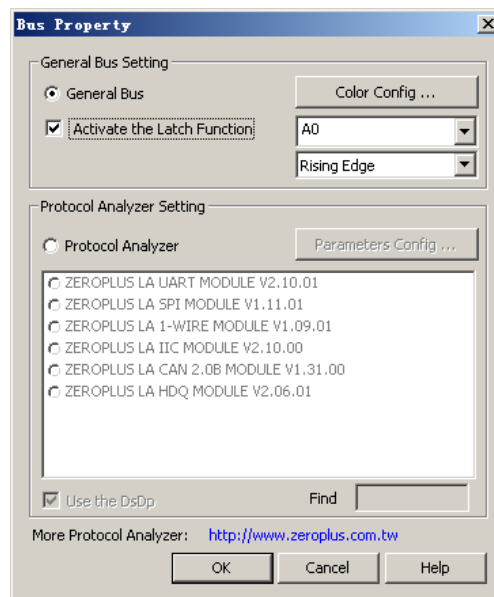 Bus Property
General Bus Setting
General Bus
Color Config ...
Activate the Latch Function
A0
Rising Edge
Protocol Analyzer Setting
Protocol Analyzer
Parameters Config ...
ZEROPLUS LA UART MODULE V2.10.01
ZEROPLUS LA SPI MODULE V1.11.01
ZEROPLUS LA 1-WIRE MODULE V1.09.01
ZEROPLUS LA IIC MODULE V2.10.00
ZEROPLUS LA CAN 2.0B MODULE V1.31.00
ZEROPLUS LA HDQ MODULE V2.06.01
Use the DsDp
Find
More Protocol Analyzer: http://www.zeroplus.com.tw
OK Cancel Help